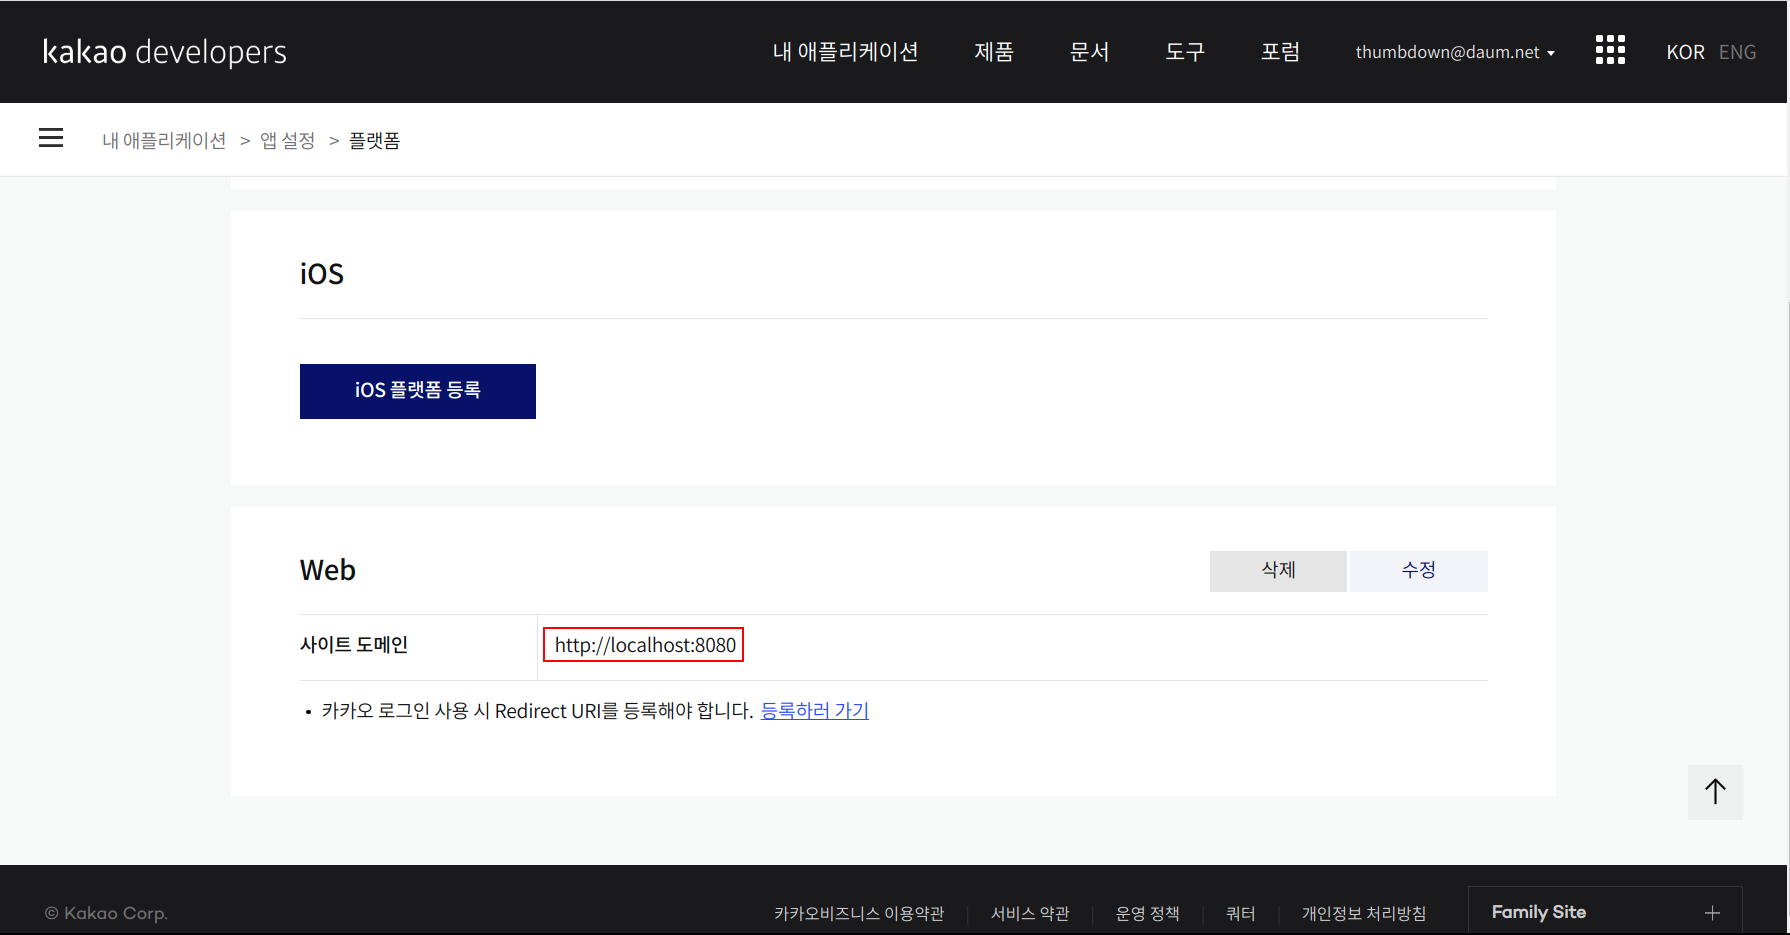 kakao developers
내 애플리케이션 제품 문서 도구 포럼 thumbdown@daum.net KOR ENG
내 애플리케이션 > 앱 설정 > 플랫폼
iOS
iOS 플랫폼 등록
Web
삭제 수정
사이트 도메인 http://localhost:8080
• 카카오 로그인 사용 시 Redirect URI를 등록해야 합니다. 등록하러 가기
© Kakao Corp.
카카오비즈니스 이용약관 서비스 약관 운영 정책 쿼터 개인정보 처리방침 Family Site